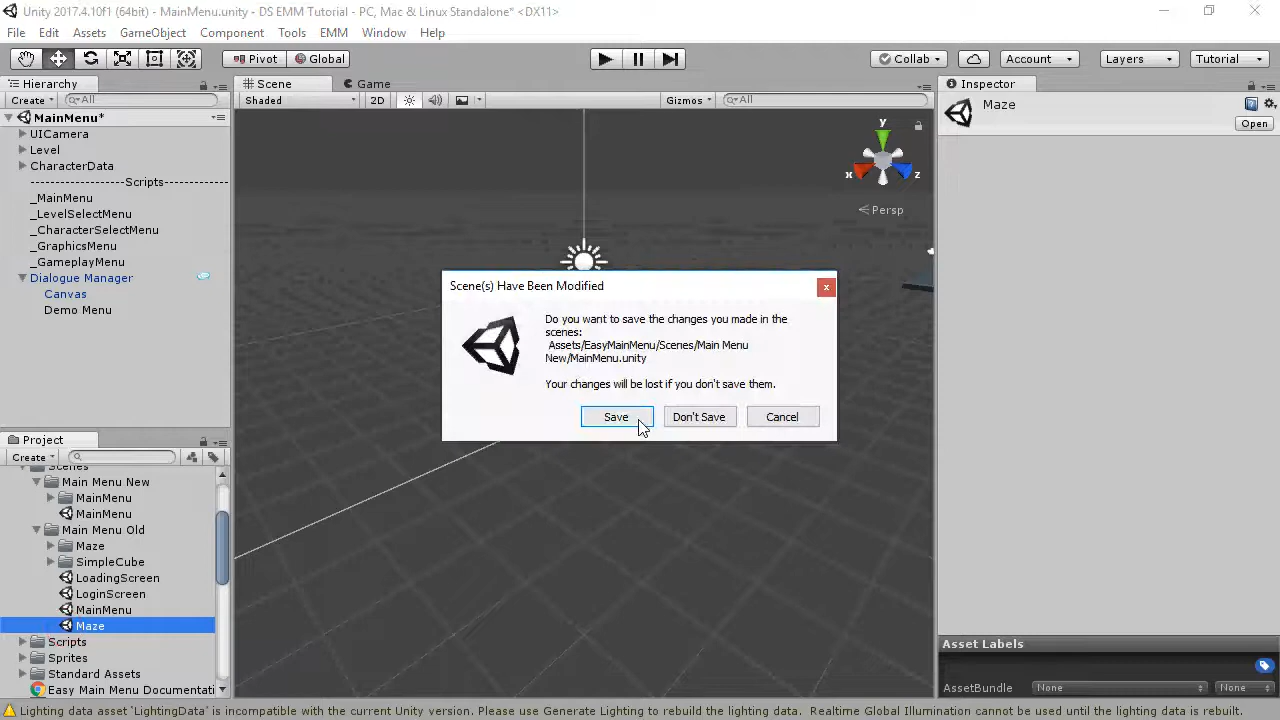 Unity 2017.4.10f1 (64bit) - MainMenu.unity - DS EMM Tutorial - PC, Mac & Linux Standalone* <DX11>
File Edit Assets GameObject Component Tools EMM Window Help
Pivot Global Collab Account Layers Tutorial
Hierarchy Scene Game Inspector
Create All Shaded 2D Gizmos All
Maze
Open
MainMenu*
UICamera
Level
CharacterData
---------------------Scripts---------------
_MainMenu
_LevelSelectMenu
_CharacterSelectMenu
_GraphicsMenu
_GameplayMenu
Dialogue Manager
Canvas
Demo Menu
y
x
z
Persp
Scene(s) Have Been Modified
x
Do you want to save the changes you made in the
scenes:
Assets/EasyMainMenu/Scenes/Main Menu
New/MainMenu.unity
Your changes will be lost if you don't save them.
Save Don't Save Cancel
Project
Create
Scenes
Main Menu New
MainMenu
MainMenu
Main Menu Old
Maze
SimpleCube
LoadingScreen
LoginScreen
MainMenu
Maze
Scripts
Sprites
Standard Assets
Easy Main Menu Documentati
Asset Labels
AssetBundle None None
Lighting data asset 'LightingData' is incompatible with the current Unity version. Please use Generate Lighting to rebuild the lighting data. Realtime Global Illumination cannot be used until the lighting data is rebuilt.